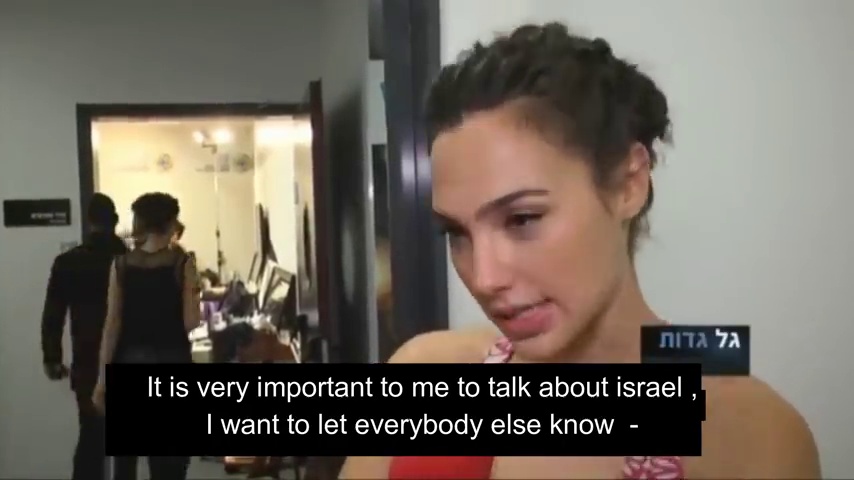 גל גדות
It is very important to me to talk about israel ,
I want to let everybody else know -